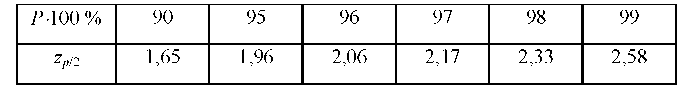 P·100 % 90 95 96 97 98 99
z_{p/2} 1,65 1,96 2,06 2,17 2,33 2,58